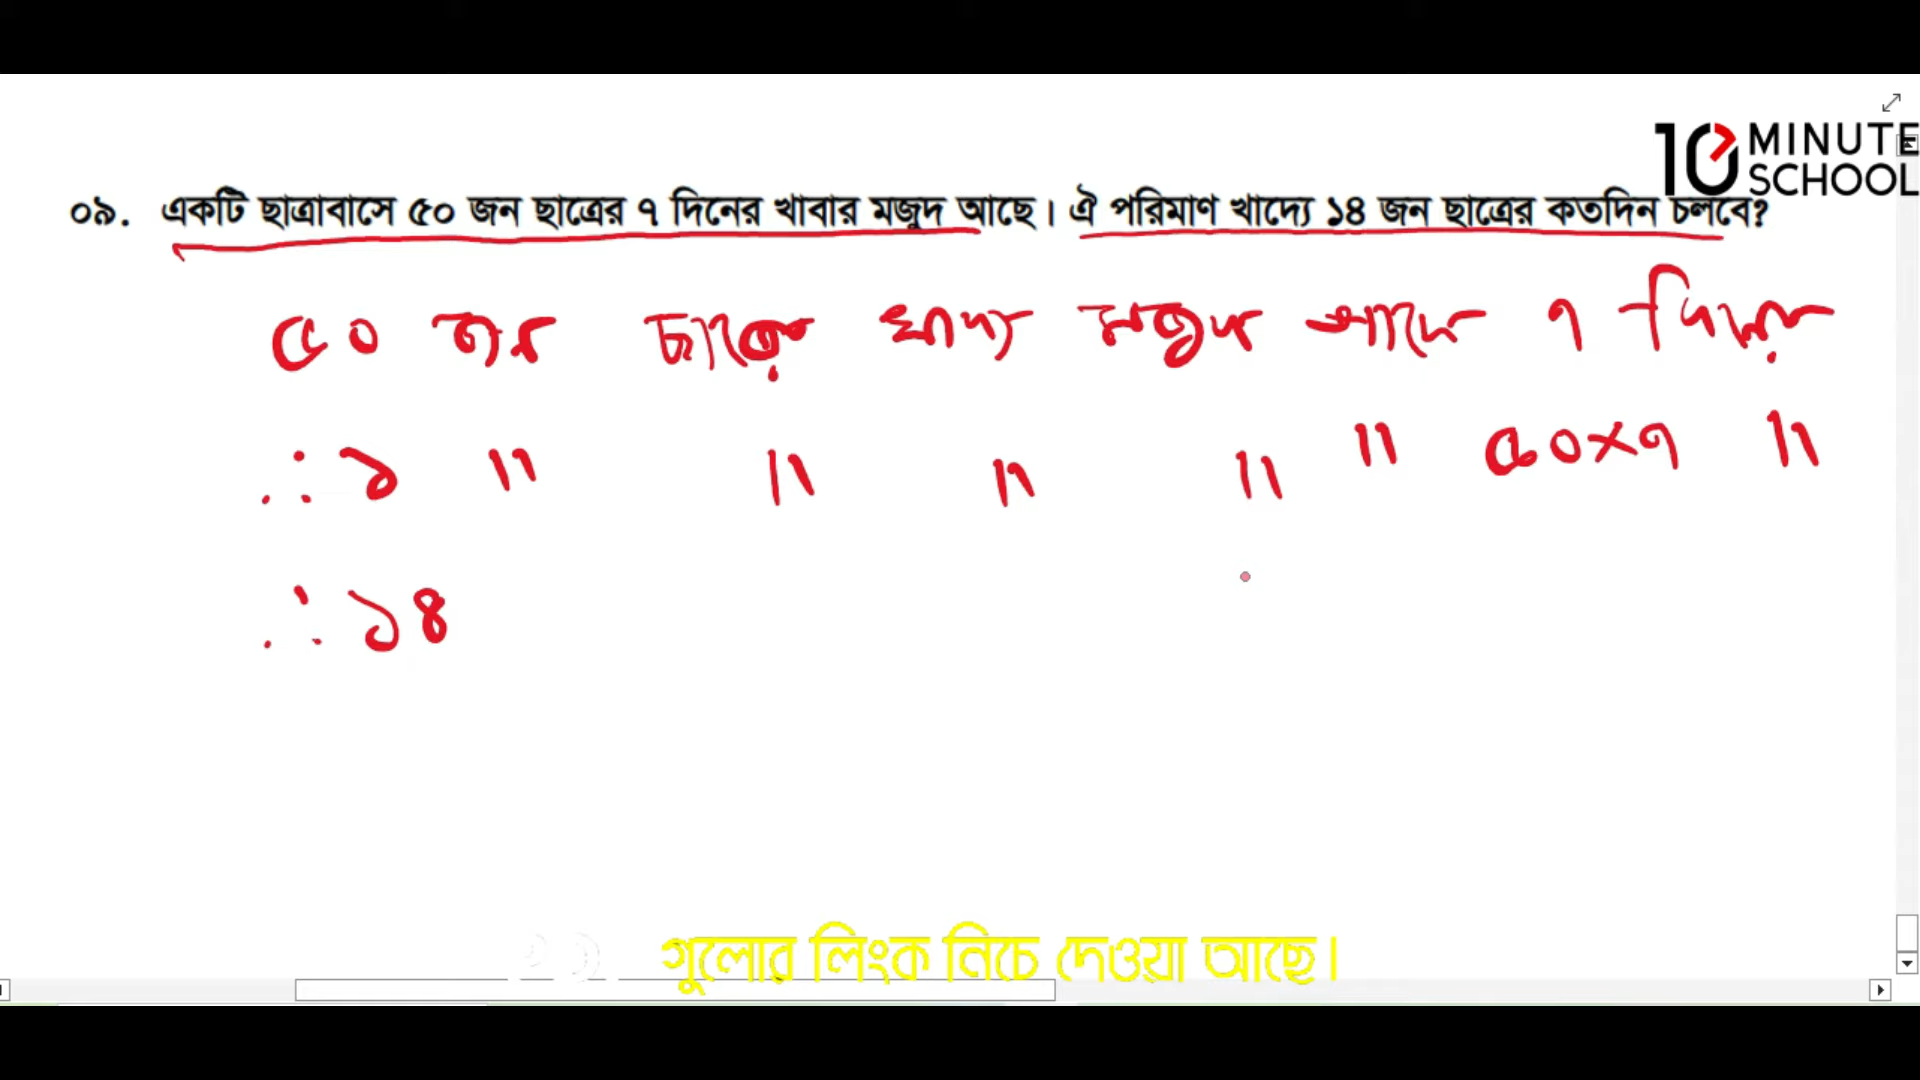 10 MINUTE SCHOOL
০৯. একটি ছাত্রাবাসে ৫০ জন ছাত্রের ৭ দিনের খাবার মজুদ আছে। ঐ পরিমাণ খাদ্যে ১৪ জন ছাত্রের কতদিন চলবে?
৫০ জন ছাত্রের খাদ্য মজুদ আছে ৭ দিনের
∴ ১ " " " " " ৫০×৭ "
∴ ১৪
গুলোর লিংক নিচে দেওয়া আছে।